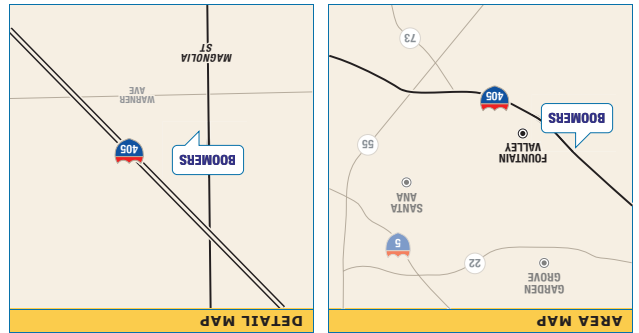 AREA MAP
GARDEN
GROVE
22
5
SANTA
ANA
FOUNTAIN
VALLEY
55
BOOMERS
405
73
DETAIL MAP
BOOMERS
405
WARNER
AVE
MAGNOLIA
ST